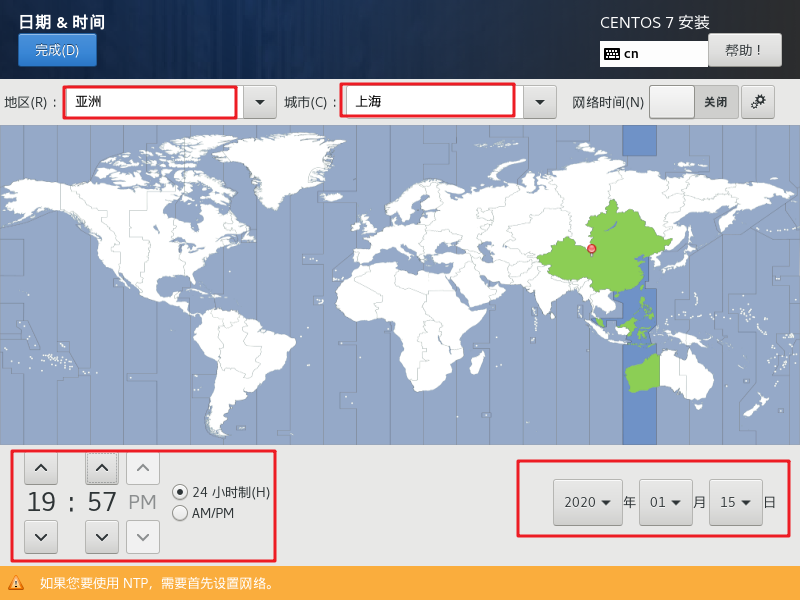 日期 & 时间
CENTOS 7 安装
完成(D)
cn
帮助！
地区(R)：
亚洲
城市(C)：
上海
网络时间(N)
关闭
19 : 57 PM
24 小时制(H)
AM/PM
2020 年 01 月 15 日
如果您要使用 NTP，需要首先设置网络。